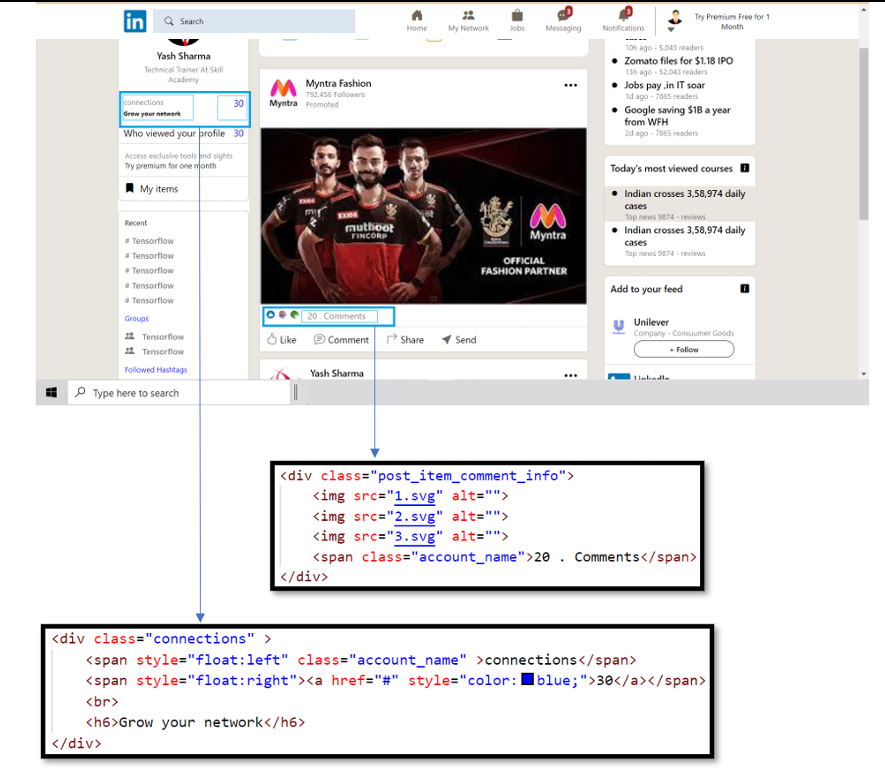 in
Search
Home
My Network
Jobs
3
Messaging
3
Notifications
Try Premium Free for 1
Month
Yash Sharma
Technical Trainer At Skill
Academy
connections
30
Grow your network
Who viewed your profile 30
Access exclusive tools and sights
Try premium for one month
My items
Recent
# Tensorflow
# Tensorflow
# Tensorflow
# Tensorflow
# Tensorflow
Groups
Tensorflow
Tensorflow
Followed Hashtags
Myntra
Myntra Fashion
792,456 Followers
Promoted
EXIDE
muthoot
FINCORP
Myntra
OFFICIAL
FASHION PARTNER
20 . Comments
Like
Comment
Share
Send
Yash Sharma
10h ago - 5,043 readers
Zomato files for $1.18 IPO
13h ago - 52,043 readers
Jobs pay ,in IT soar
1d ago - 7865 readers
Google saving $1B a year
from WFH
2d ago - 7865 readers
Today's most viewed courses
Indian crosses 3,58,974 daily
cases
Top news 9874 - reviews
Indian crosses 3,58,974 daily
cases
Top news 9874 - reviews
Add to your feed
Unilever
Company - Consuumer Goods
+ Follow
LinkedIn
Type here to search
<div class="post_item_comment_info">
<img src="1.svg" alt="">
<img src="2.svg" alt="">
<img src="3.svg" alt="">
<span class="account_name">20 . Comments</span>
</div>
<div class="connections" >
<span style="float:left" class="account_name" >connections</span>
<span style="float:right"><a href="#" style="color:blue;">30</a></span>
<br>
<h6>Grow your network</h6>
</div>